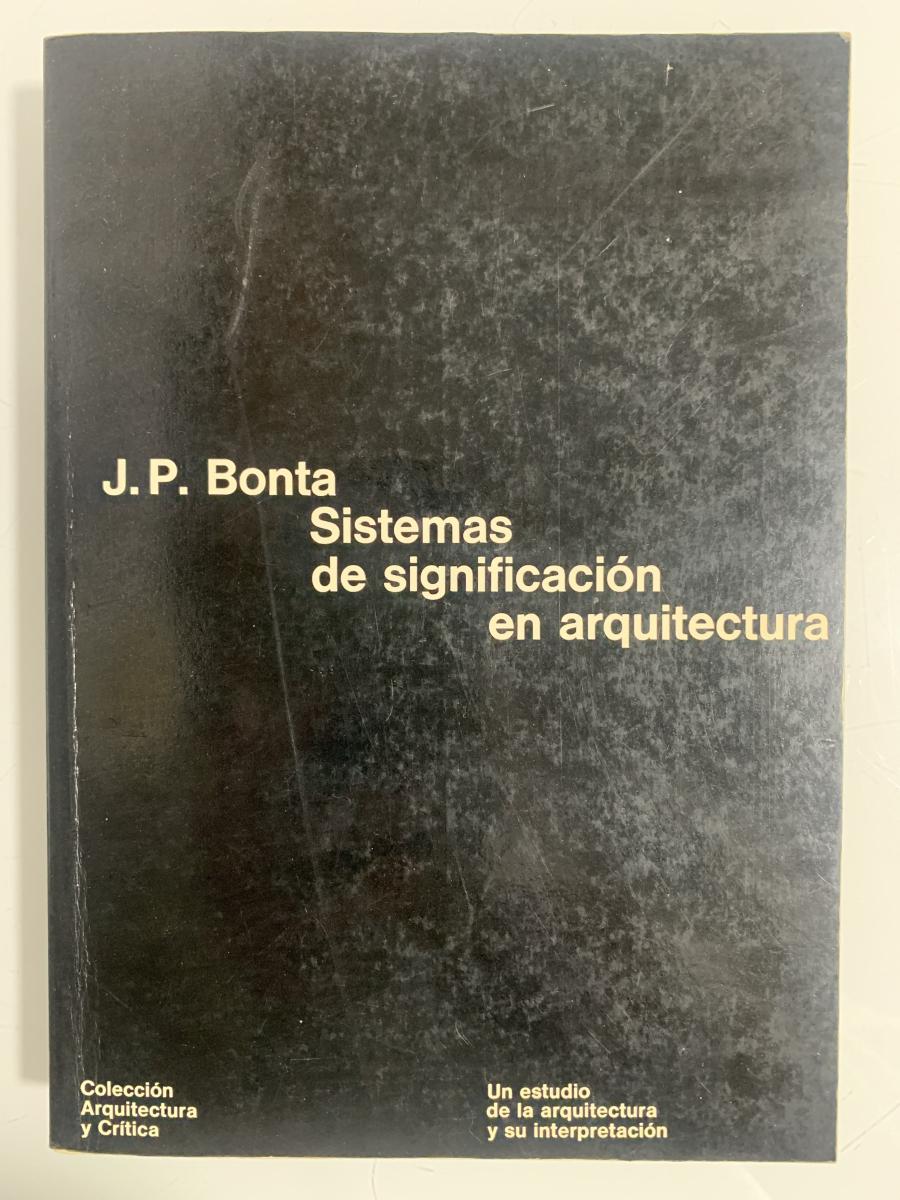 J. P. Bonta
Sistemas
de significación
en arquitectura
Colección
Arquitectura
y Crítica
Un estudio
de la arquitectura
y su interpretación